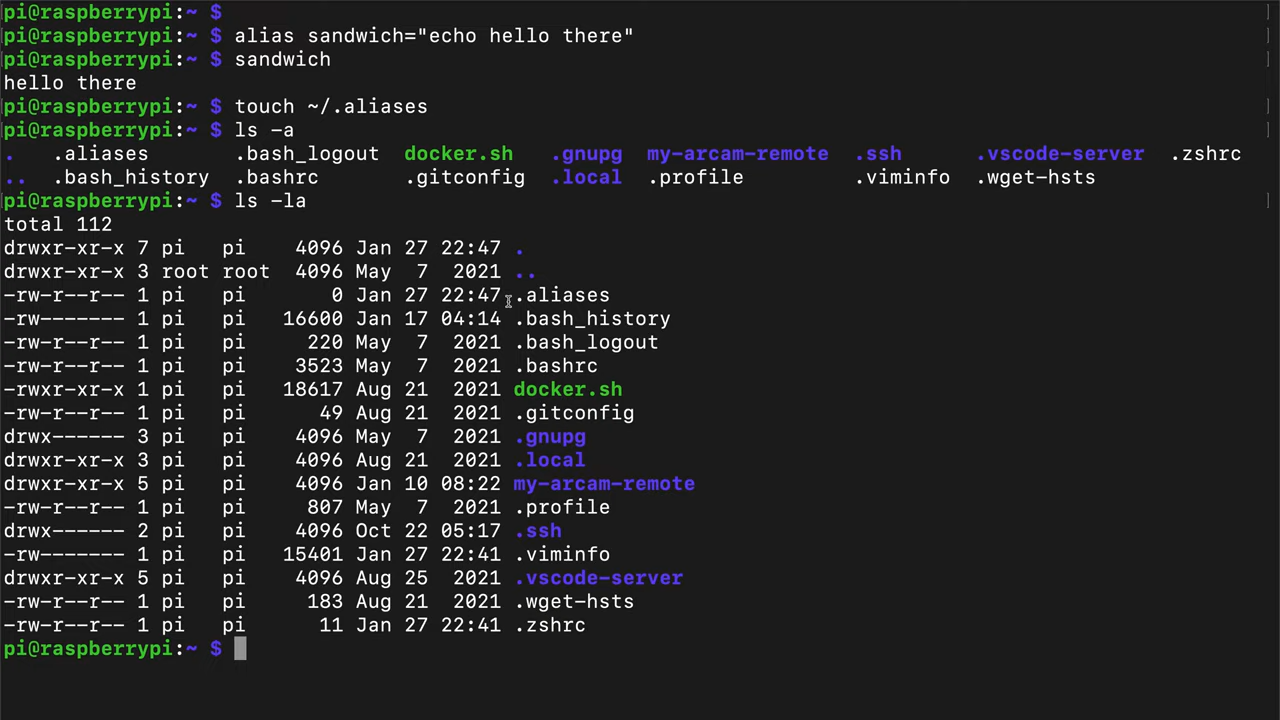 pi@raspberrypi:~ $
pi@raspberrypi:~ $ alias sandwich="echo hello there"
pi@raspberrypi:~ $ sandwich
hello there
pi@raspberrypi:~ $ touch ~/.aliases
pi@raspberrypi:~ $ ls -a
.   .aliases        .bash_logout  docker.sh   .gnupg  my-arcam-remote  .ssh      .vscode-server  .zshrc
..  .bash_history   .bashrc       .gitconfig  .local  .profile         .viminfo  .wget-hsts
pi@raspberrypi:~ $ ls -la
total 112
drwxr-xr-x 7 pi   pi    4096 Jan 27 22:47 .
drwxr-xr-x 3 root root  4096 May  7  2021 ..
-rw-r--r-- 1 pi   pi       0 Jan 27 22:47 .aliases
-rw------- 1 pi   pi   16600 Jan 17 04:14 .bash_history
-rw-r--r-- 1 pi   pi     220 May  7  2021 .bash_logout
-rw-r--r-- 1 pi   pi    3523 May  7  2021 .bashrc
-rwxr-xr-x 1 pi   pi   18617 Aug 21  2021 docker.sh
-rw-r--r-- 1 pi   pi      49 Aug 21  2021 .gitconfig
drwx------ 3 pi   pi    4096 May  7  2021 .gnupg
drwxr-xr-x 3 pi   pi    4096 Aug 21  2021 .local
drwxr-xr-x 5 pi   pi    4096 Jan 10 08:22 my-arcam-remote
-rw-r--r-- 1 pi   pi     807 May  7  2021 .profile
drwx------ 2 pi   pi    4096 Oct 22 05:17 .ssh
-rw------- 1 pi   pi   15401 Jan 27 22:41 .viminfo
drwxr-xr-x 5 pi   pi    4096 Aug 25  2021 .vscode-server
-rw-r--r-- 1 pi   pi     183 Aug 21  2021 .wget-hsts
-rw-r--r-- 1 pi   pi      11 Jan 27 22:41 .zshrc
pi@raspberrypi:~ $